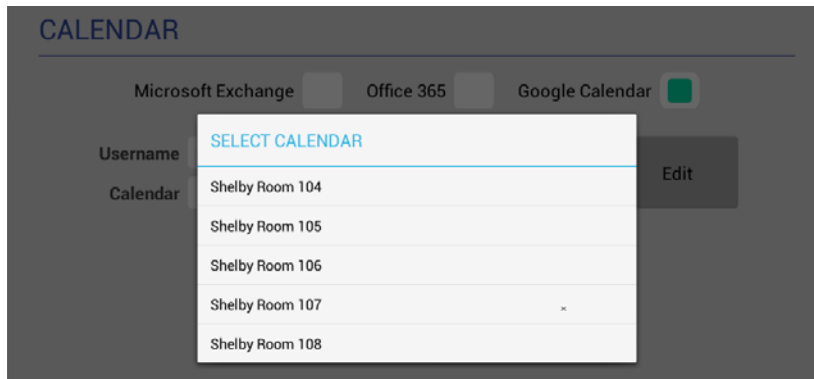 CALENDAR
Microsoft Exchange Office 365 Google Calendar
SELECT CALENDAR
Username
Edit
Shelby Room 104
Calendar
Shelby Room 105
Shelby Room 106
Shelby Room 107
Shelby Room 108